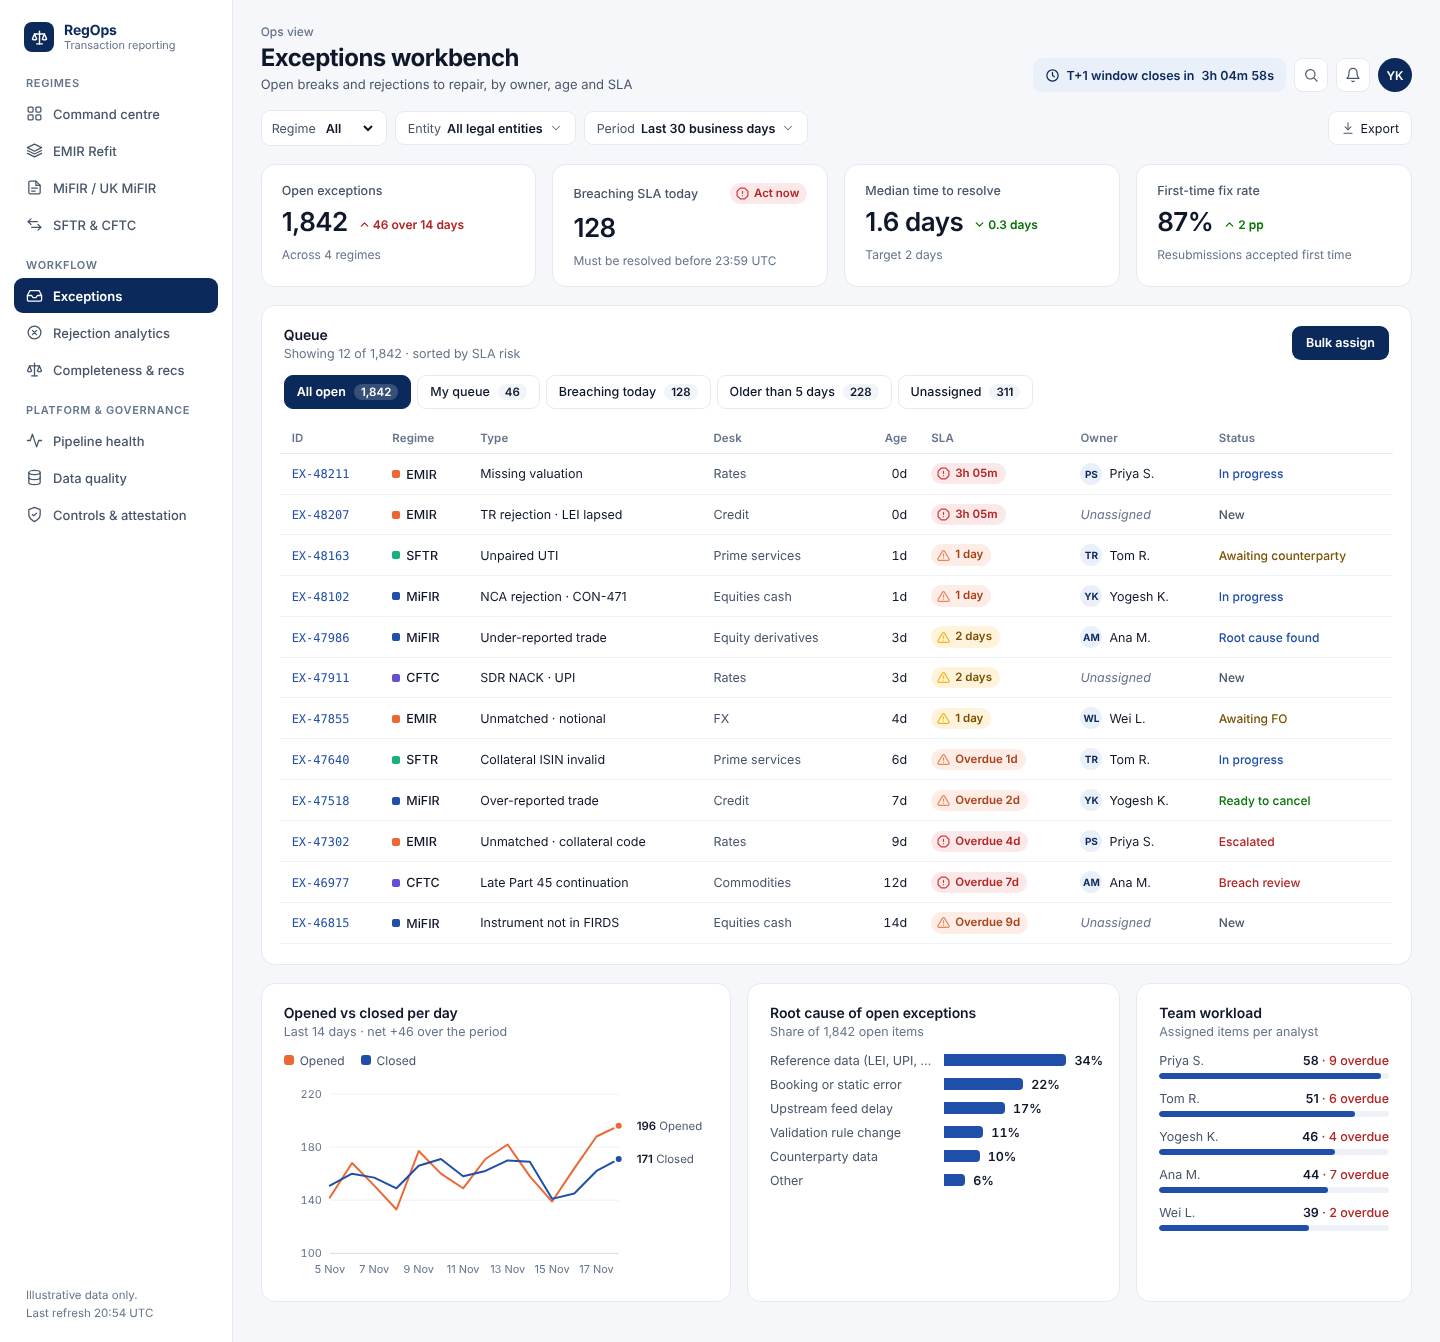 RegOps
Transaction reporting
REGIMES
Command centre
EMIR Refit
MiFIR / UK MiFIR
SFTR & CFTC
WORKFLOW
Exceptions
Rejection analytics
Completeness & recs
PLATFORM & GOVERNANCE
Pipeline health
Data quality
Controls & attestation
Illustrative data only.
Last refresh 20:54 UTC
Ops view
Exceptions workbench
Open breaks and rejections to repair, by owner, age and SLA
T+1 window closes in 3h 04m 58s
YK
Regime All
Entity All legal entities
Period Last 30 business days
Export
Open exceptions
1,842 46 over 14 days
Across 4 regimes
Breaching SLA today Act now
128
Must be resolved before 23:59 UTC
Median time to resolve
1.6 days 0.3 days
Target 2 days
First-time fix rate
87% 2 pp
Resubmissions accepted first time
Queue
Showing 12 of 1,842 · sorted by SLA risk
Bulk assign
All open 1,842 My queue 46 Breaching today 128 Older than 5 days 228 Unassigned 311
ID Regime Type Desk Age SLA Owner Status
EX-48211 EMIR Missing valuation Rates 0d 3h 05m PS Priya S. In progress
EX-48207 EMIR TR rejection · LEI lapsed Credit 0d 3h 05m Unassigned New
EX-48163 SFTR Unpaired UTI Prime services 1d 1 day TR Tom R. Awaiting counterparty
EX-48102 MiFIR NCA rejection · CON-471 Equities cash 1d 1 day YK Yogesh K. In progress
EX-47986 MiFIR Under-reported trade Equity derivatives 3d 2 days AM Ana M. Root cause found
EX-47911 CFTC SDR NACK · UPI Rates 3d 2 days Unassigned New
EX-47855 EMIR Unmatched · notional FX 4d 1 day WL Wei L. Awaiting FO
EX-47640 SFTR Collateral ISIN invalid Prime services 6d Overdue 1d TR Tom R. In progress
EX-47518 MiFIR Over-reported trade Credit 7d Overdue 2d YK Yogesh K. Ready to cancel
EX-47302 EMIR Unmatched · collateral code Rates 9d Overdue 4d PS Priya S. Escalated
EX-46977 CFTC Late Part 45 continuation Commodities 12d Overdue 7d AM Ana M. Breach review
EX-46815 MiFIR Instrument not in FIRDS Equities cash 14d Overdue 9d Unassigned New
Opened vs closed per day
Last 14 days · net +46 over the period
Opened Closed
220
180
140
100
196 Opened
171 Closed
5 Nov 7 Nov 9 Nov 11 Nov 13 Nov 15 Nov 17 Nov
Root cause of open exceptions
Share of 1,842 open items
Reference data (LEI, UPI, ... 34%
Booking or static error 22%
Upstream feed delay 17%
Validation rule change 11%
Counterparty data 10%
Other 6%
Team workload
Assigned items per analyst
Priya S. 58 · 9 overdue
Tom R. 51 · 6 overdue
Yogesh K. 46 · 4 overdue
Ana M. 44 · 7 overdue
Wei L. 39 · 2 overdue